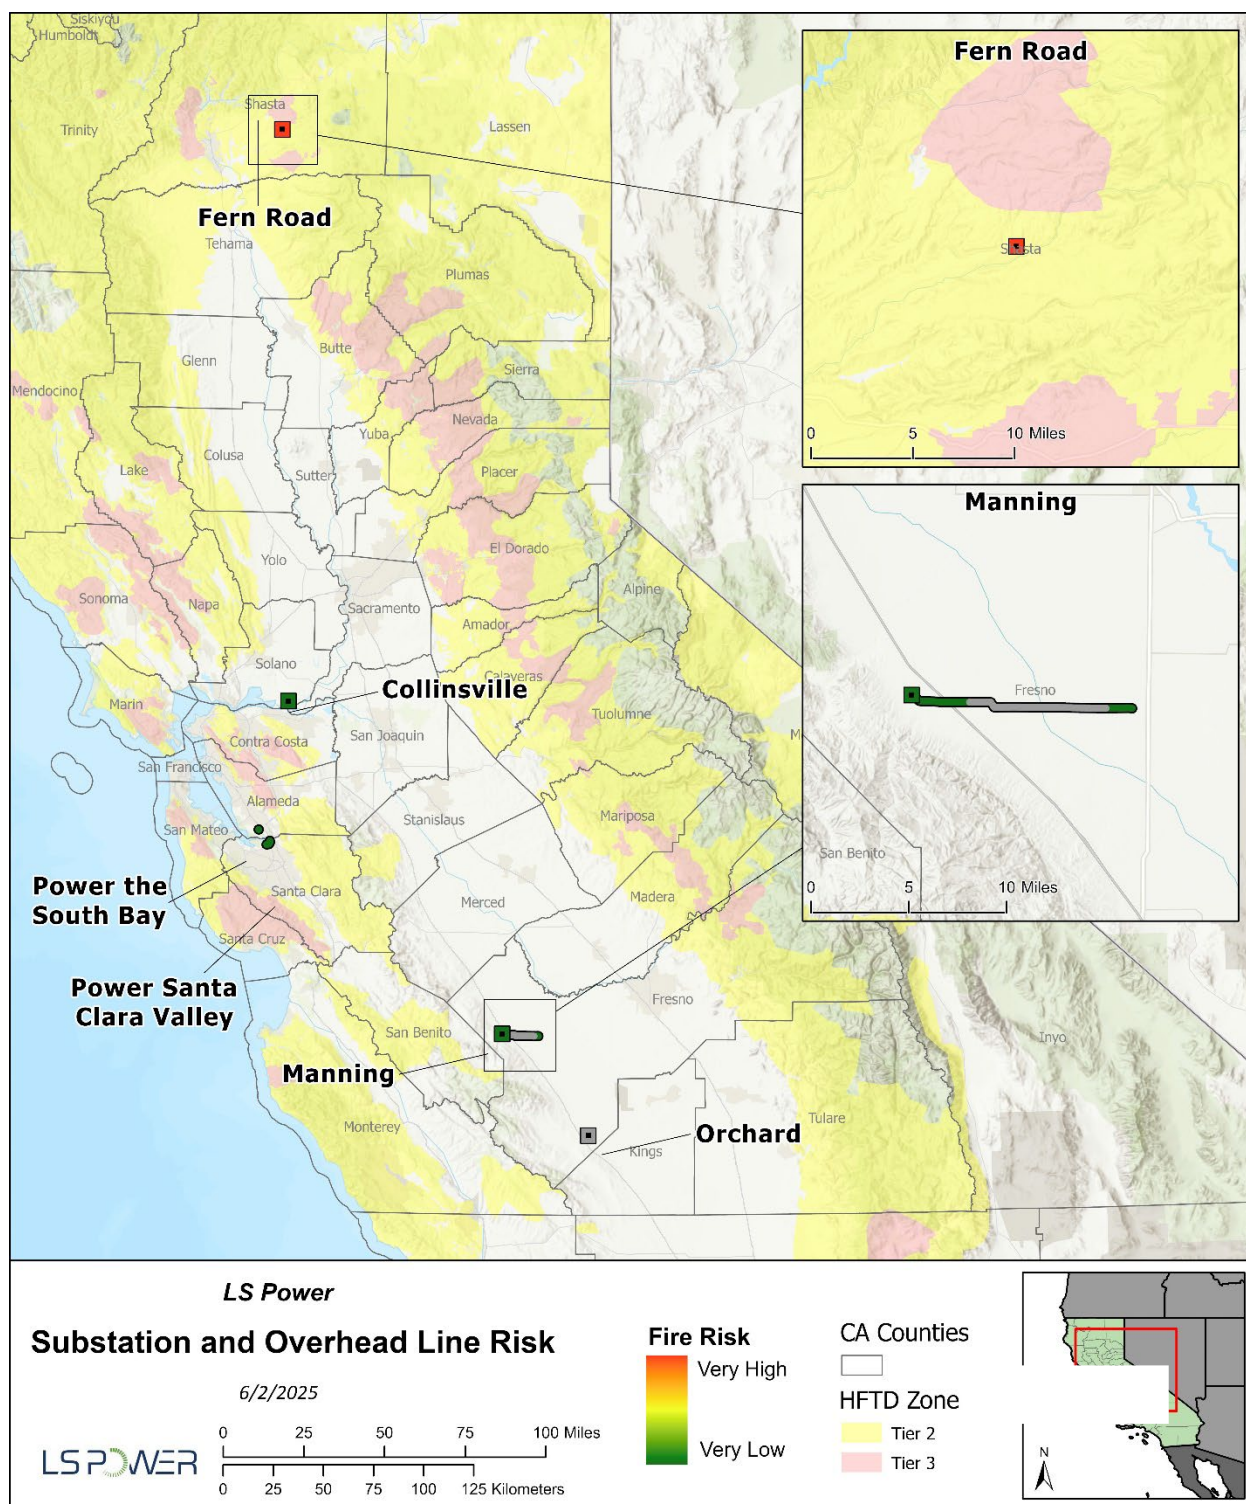 Siskiyou
Humboldt
Trinity
Shasta
Lassen
Fern Road
Tehama
Plumas
Glenn
Butte
Sierra
Mendocino
Nevada
Yuba
Lake
Colusa
Sutter
Placer
El Dorado
Yolo
Sonoma
Napa
Sacramento
Alpine
Amador
Solano
Calaveras
Collinsville
Marin
Tuolumne
Contra Costa
San Joaquin
San Francisco
Alameda
San Mateo
Stanislaus
Mariposa
Power the
South Bay
Santa Clara
Merced
Madera
Santa Cruz
Power Santa
Clara Valley
Fresno
San Benito
Inyo
Manning
Monterey
Orchard
Kings
Tulare
Fern Road
Shasta
0 5 10 Miles
Manning
Fresno
San Benito
0 5 10 Miles
LS Power
Substation and Overhead Line Risk
6/2/2025
LS POWER
0 25 50 75 100 Miles
0 25 50 75 100 125 Kilometers
Fire Risk
Very High
Very Low
CA Counties
HFTD Zone
Tier 2
Tier 3
N